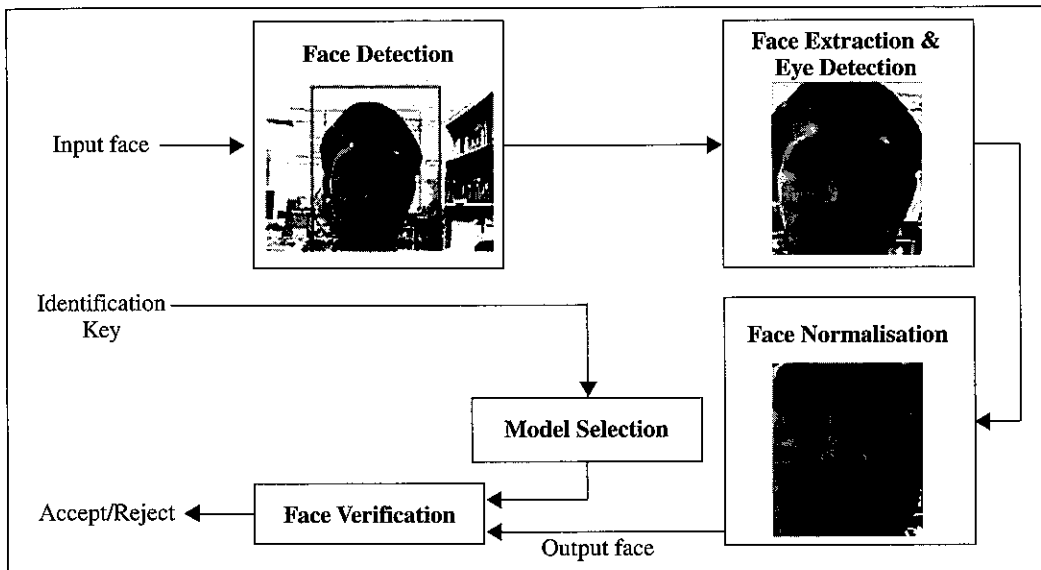 Face Detection
Face Extraction &
Eye Detection
Input face
Identification
Key
Face Normalisation
Model Selection
Accept/Reject
Face Verification
Output face